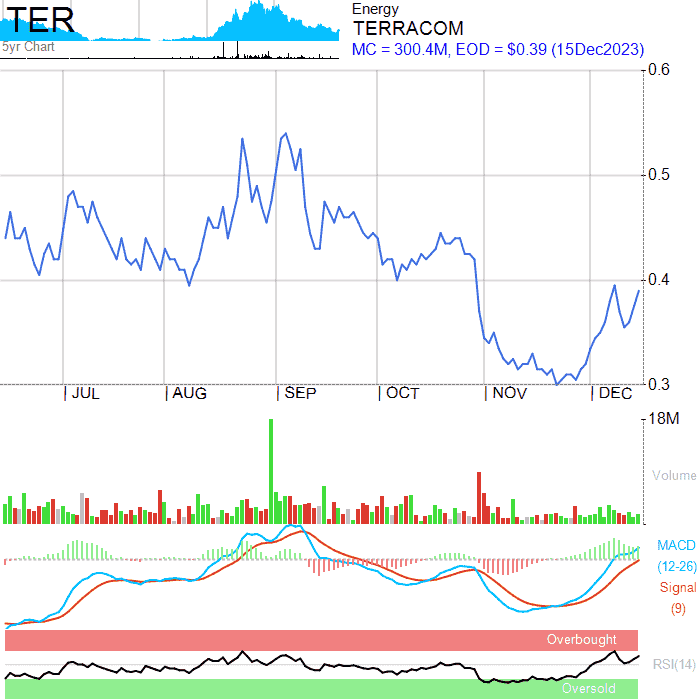 TER
5yr Chart
Energy
TERRACOM
MC = 300.4M, EOD = $0.39 (15Dec2023)
0.6
0.5
0.4
0.3
JUL AUG SEP OCT NOV DEC
18M
Volume
MACD
(12-26)
Signal
(9)
Overbought
RSI(14)
Oversold